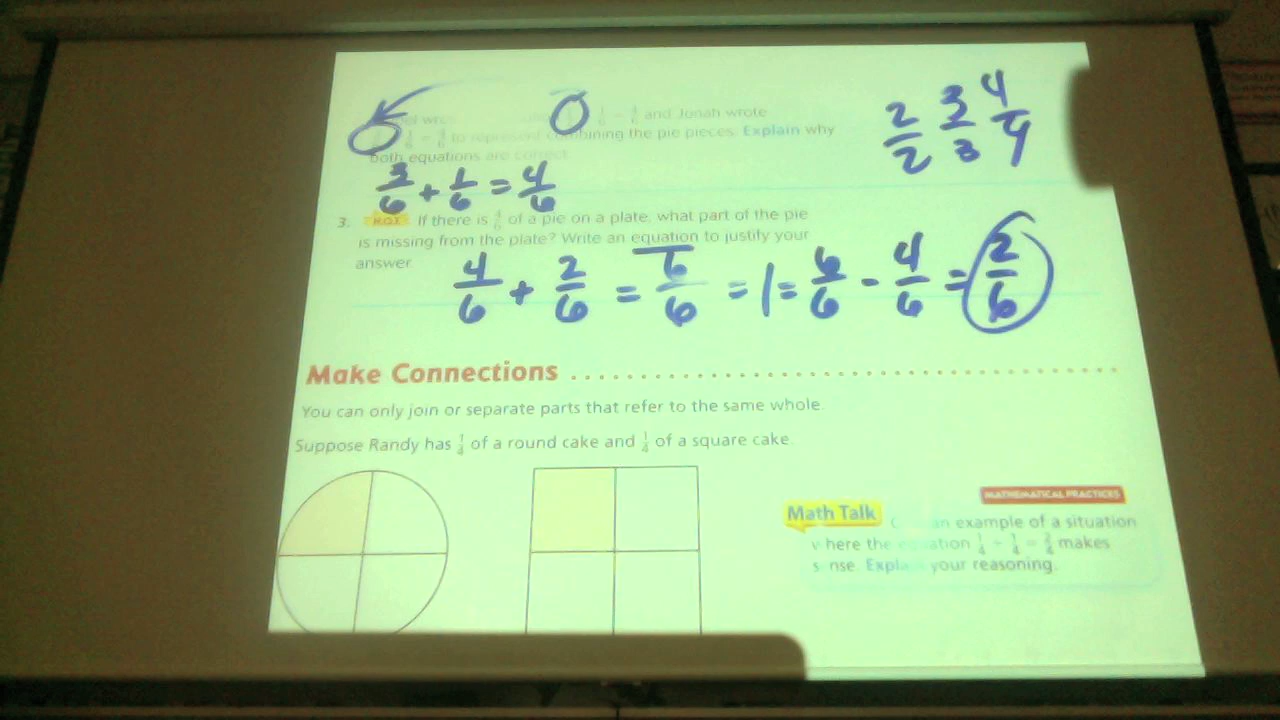 and Jonah wrote
to represent combining the pie pieces. Explain why
both equations are correct.
2/2 3/3 4/4
3/6 + 1/6 = 4/6
3. H.O.T. If there is 4/6 of a pie on a plate, what part of the pie
is missing from the plate? Write an equation to justify your
answer.
4/6 + 2/6 = 6/6 = 1 = 6/6 - 4/6 = 2/6
Make Connections
You can only join or separate parts that refer to the same whole.
Suppose Randy has 1/4 of a round cake and 1/4 of a square cake.
MATHEMATICAL PRACTICES
Math Talk an example of a situation
where the equation 1/4 + 1/4 = 2/4 makes
sense. Explain your reasoning.